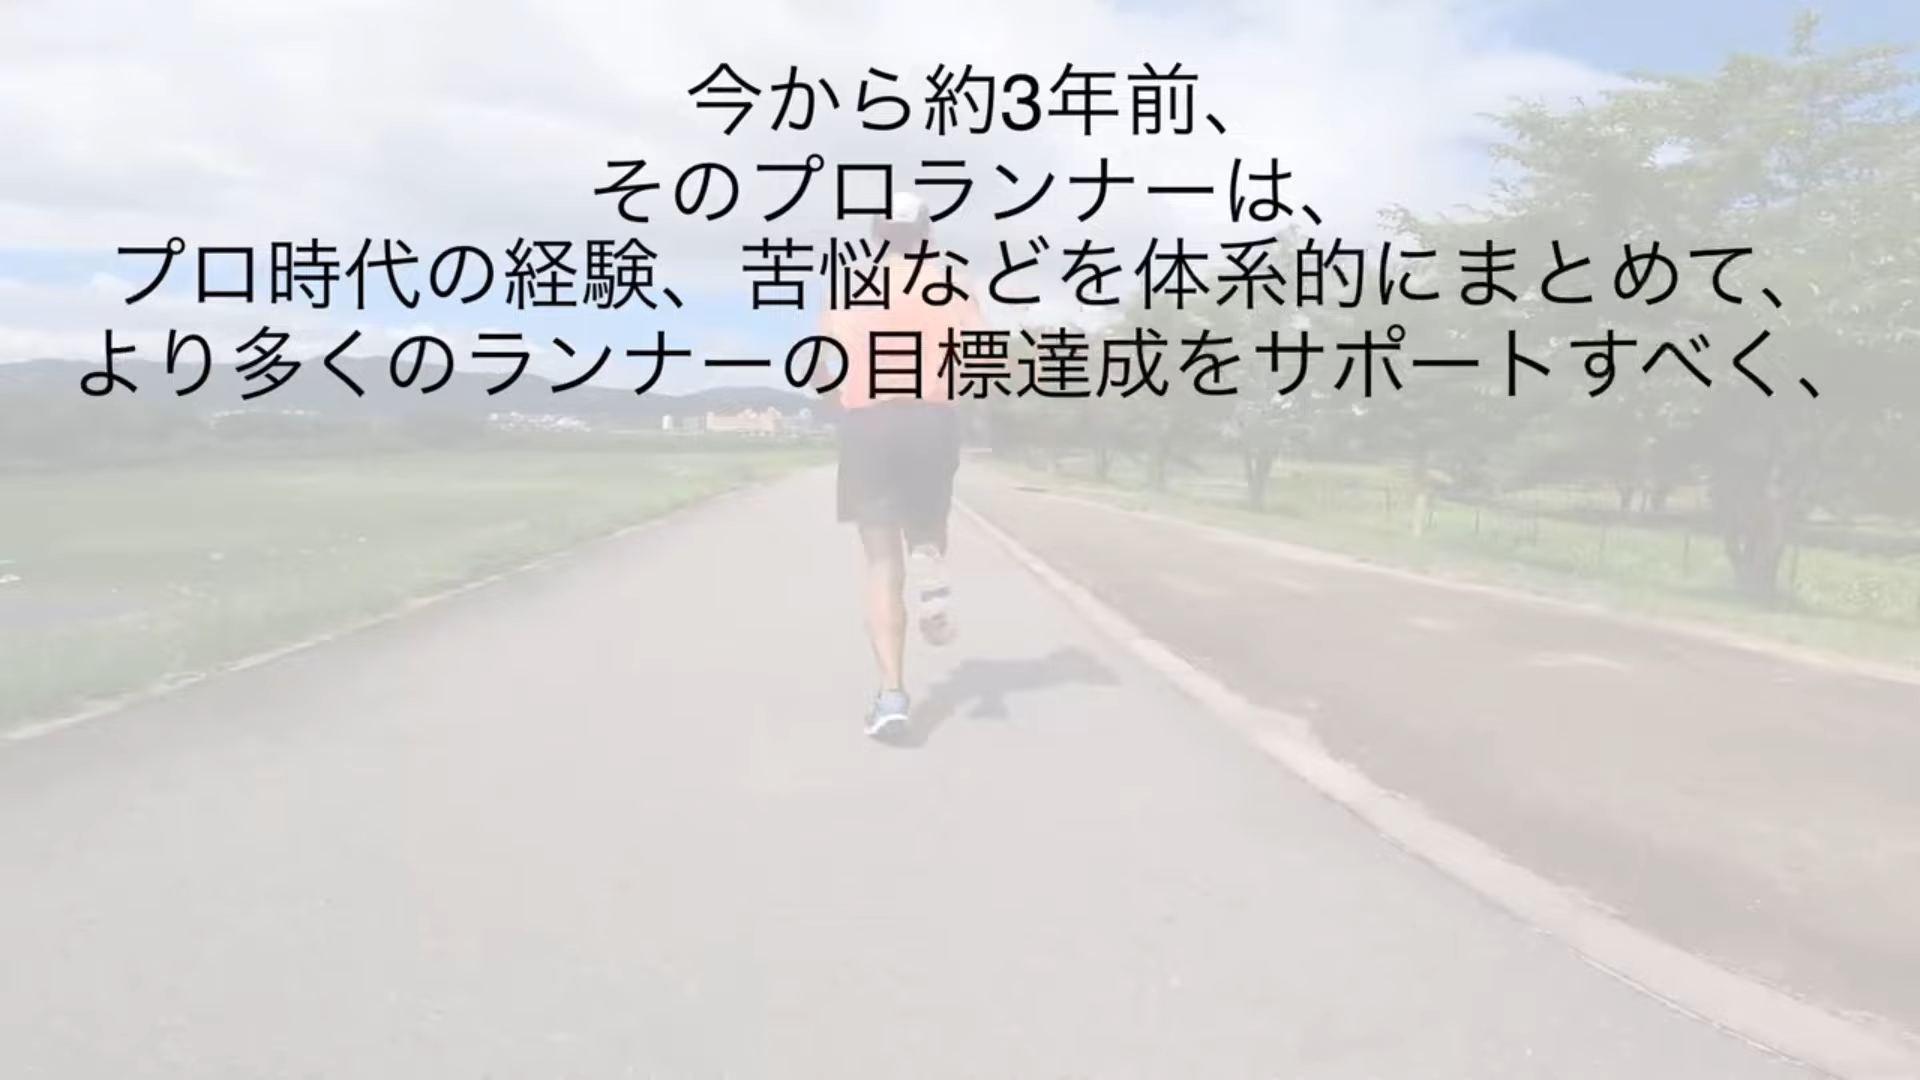 今から約3年前、
そのプロランナーは、
プロ時代の経験、苦悩などを体系的にまとめて、
より多くのランナーの目標達成をサポートすべく、